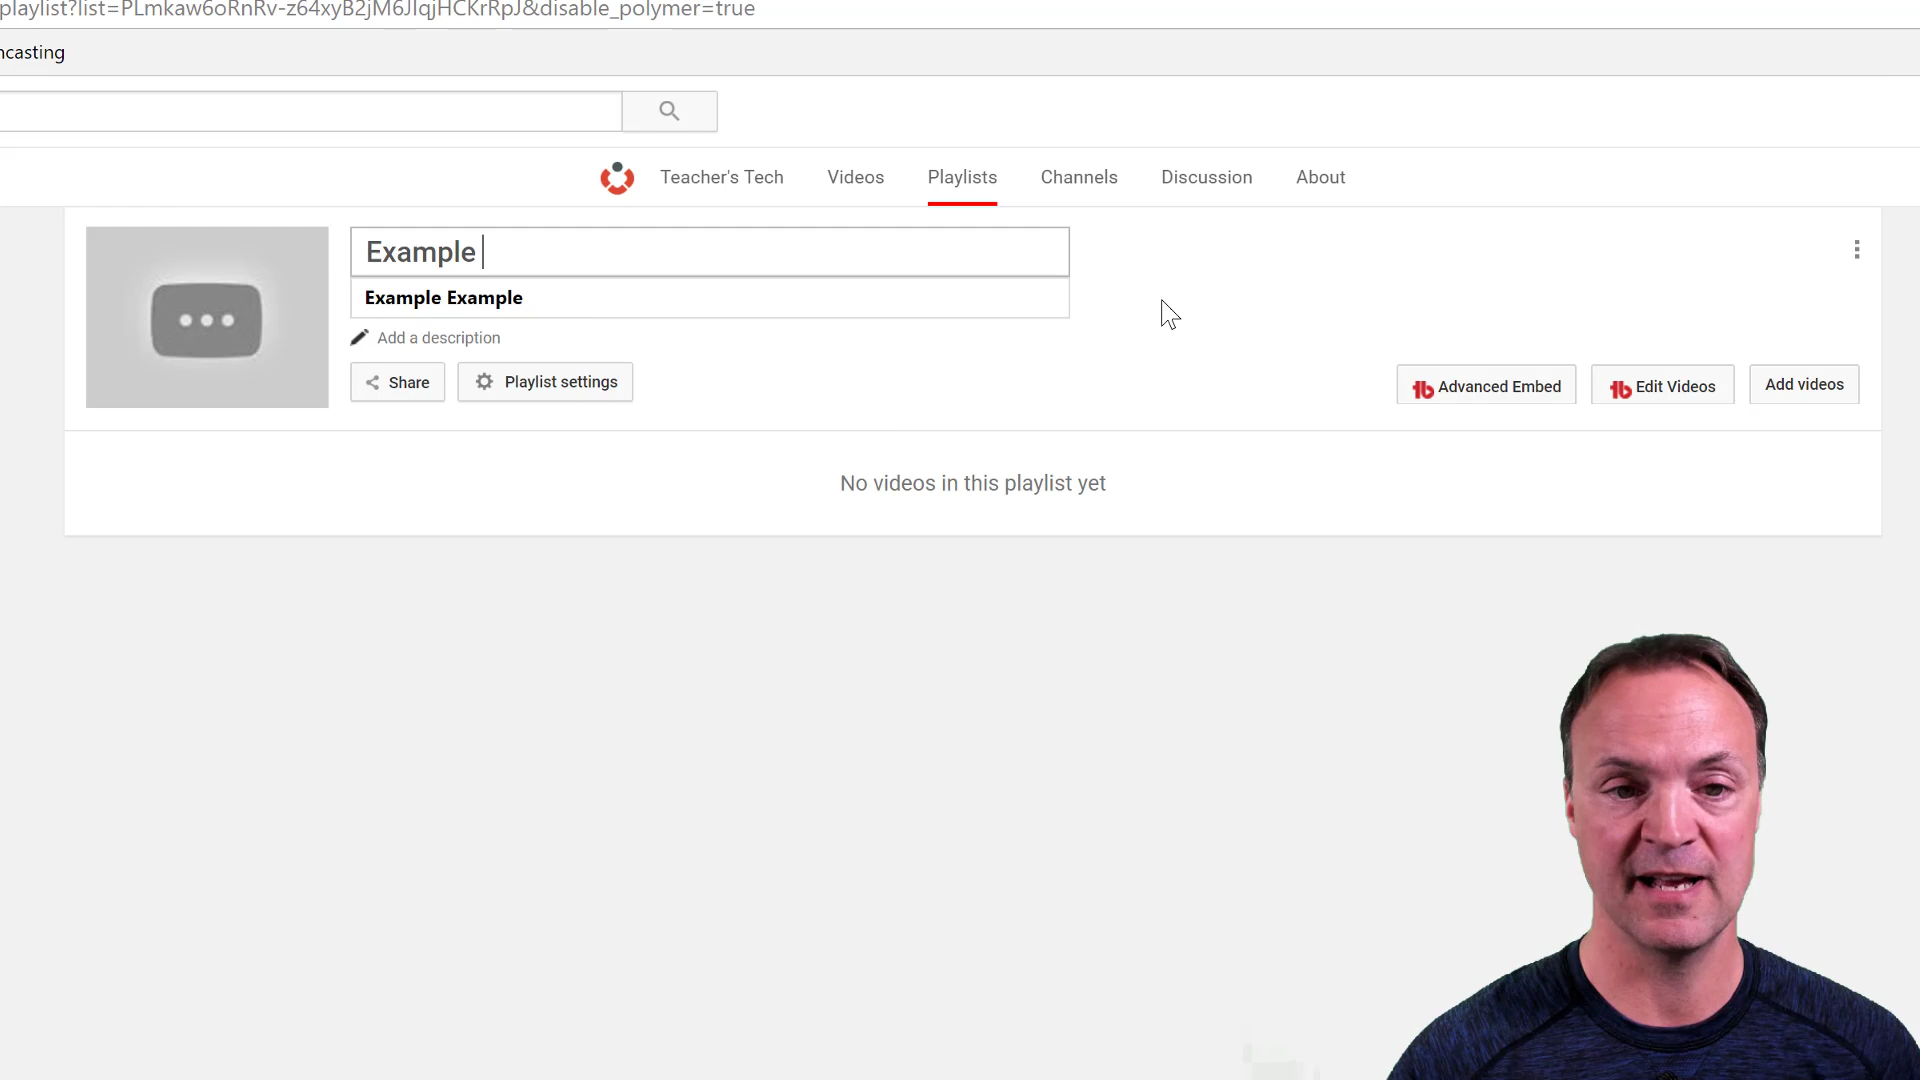 playlist?list=PLmkaw6oRnRv-z64xyB2jM6JIqjHCKrRpJ&disable_polymer=true
ncasting
Teacher's Tech Videos Playlists Channels Discussion About
Example
Example Example
Add a description
Share Playlist settings Advanced Embed Edit Videos Add videos
No videos in this playlist yet